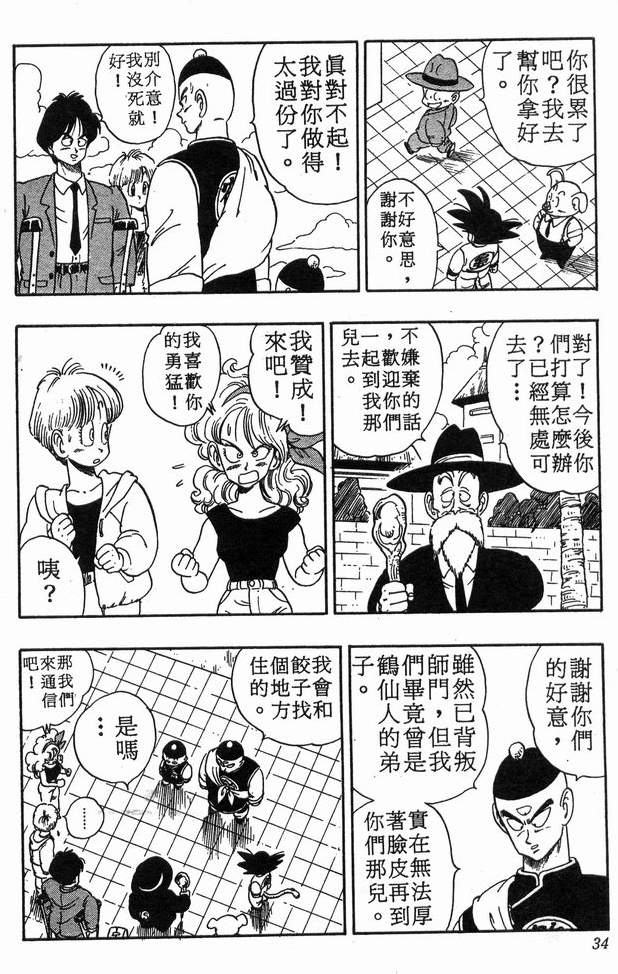 你很累了
吧？我去
幫你拿好
了。
不好意思，
謝謝你。
眞對不起！
我對你做得
太過份了。
別介意！
我沒死就
好！
對了！今後你
們打算怎麼辦
？已經無處可
去了…
不嫌棄的話
，歡迎你們
一起到我那
兒去。
我贊成！
來吧！
我喜歡你
的勇猛！
咦？
謝謝你們
的好意，
雖然已背叛
師門，但我
們畢竟曾是
鶴仙人的弟
子。
實在無法厚
著臉皮再到
你們那兒。
我會和
餃子找
個地方
住的。
是嗎
…
那我們
來通信
吧！
……
34